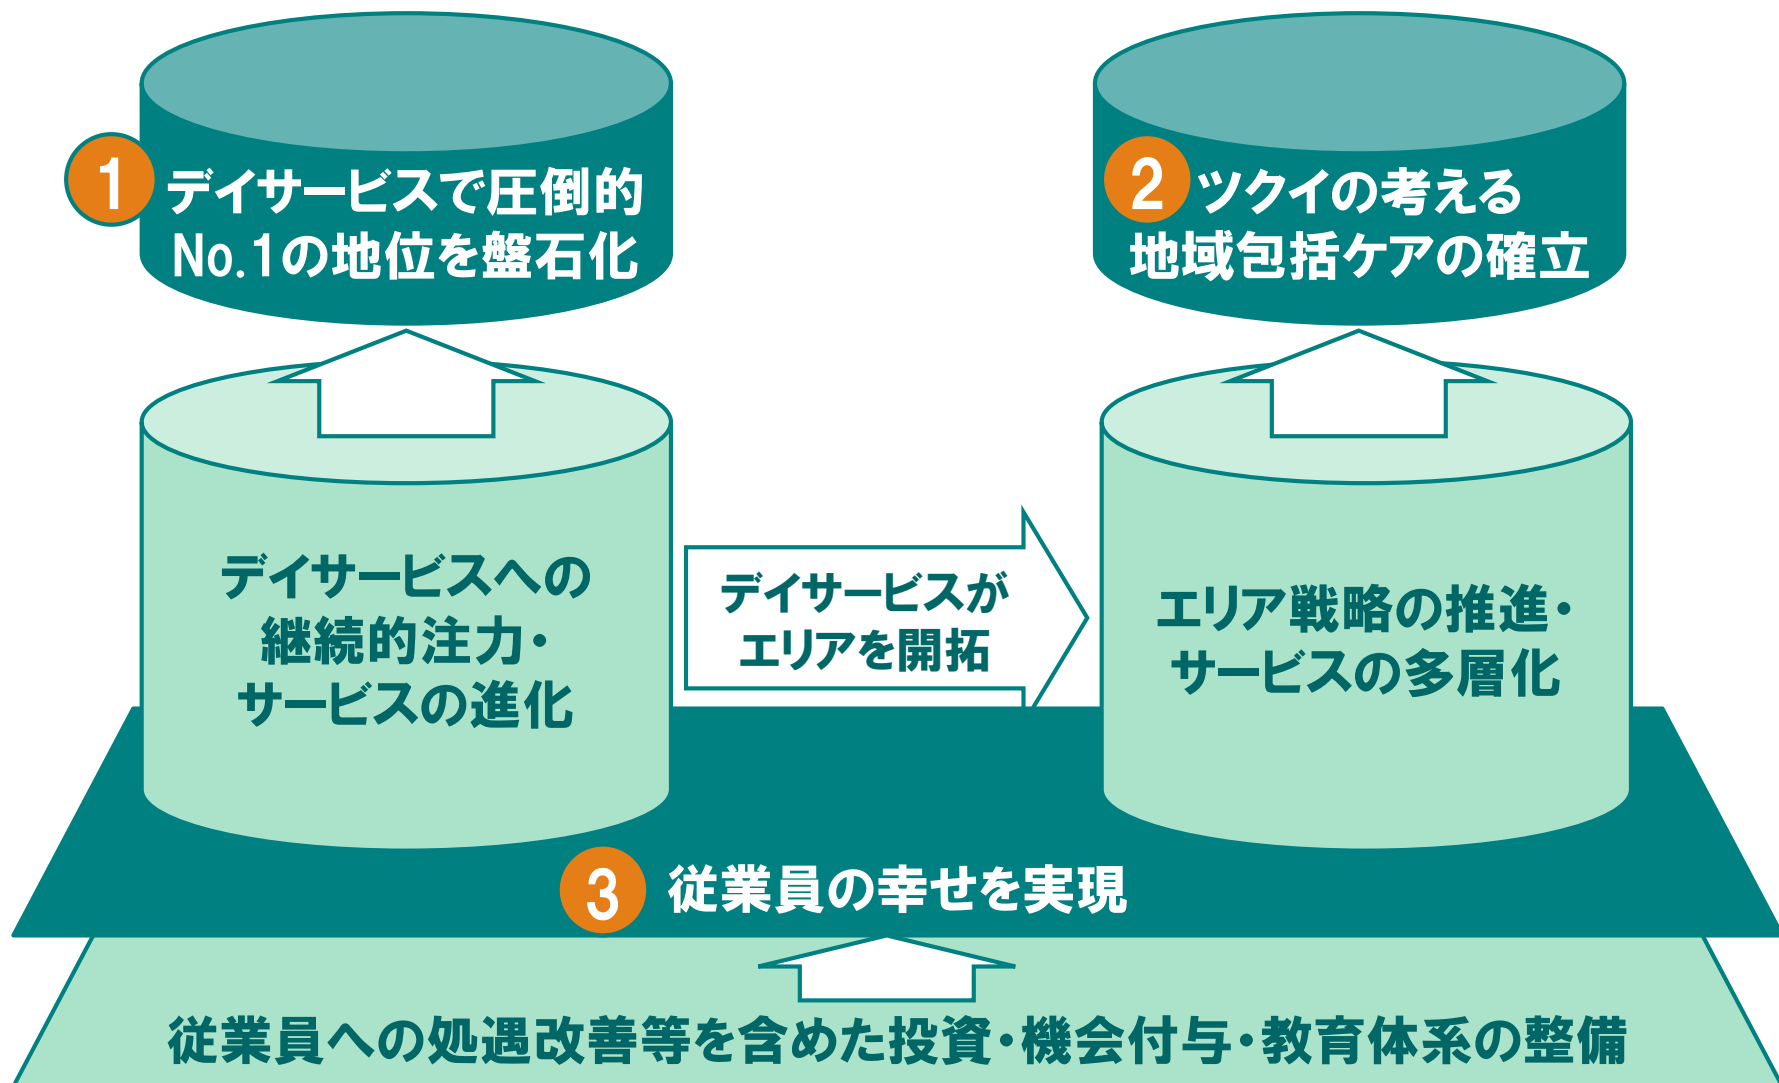 1
デイサービスで圧倒的
No.1の地位を盤石化
2
ツクイの考える
地域包括ケアの確立
デイサービスへの
継続的注力・
サービスの進化
デイサービスが
エリアを開拓
エリア戦略の推進・
サービスの多層化
3 従業員の幸せを実現
従業員への処遇改善等を含めた投資・機会付与・教育体系の整備